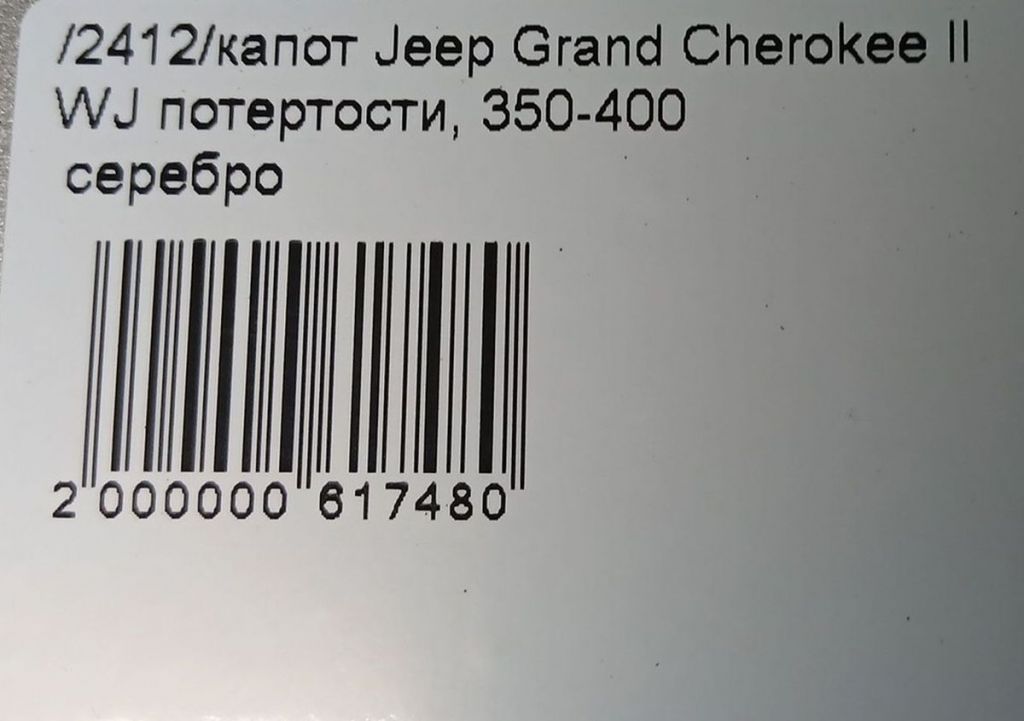 /2412/капот Jeep Grand Cherokee II
WJ потертости, 350-400
серебро
2 000000 617480